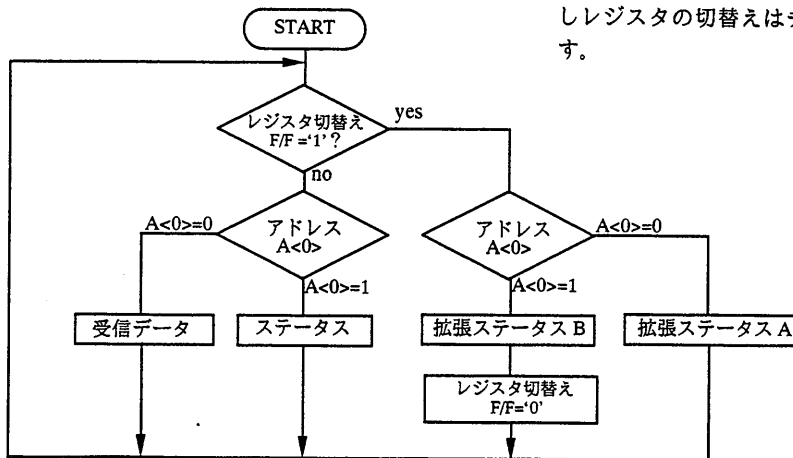 START
しレジスタの切替えは
す。
レジスタ切替え
F/F ='1' ?
yes
no
アドレス
A<0>
A<0>=0
A<0>=1
アドレス
A<0>
A<0>=0
A<0>=1
受信データ
ステータス
拡張ステータス B
拡張ステータス A
レジスタ切替え
F/F='0'